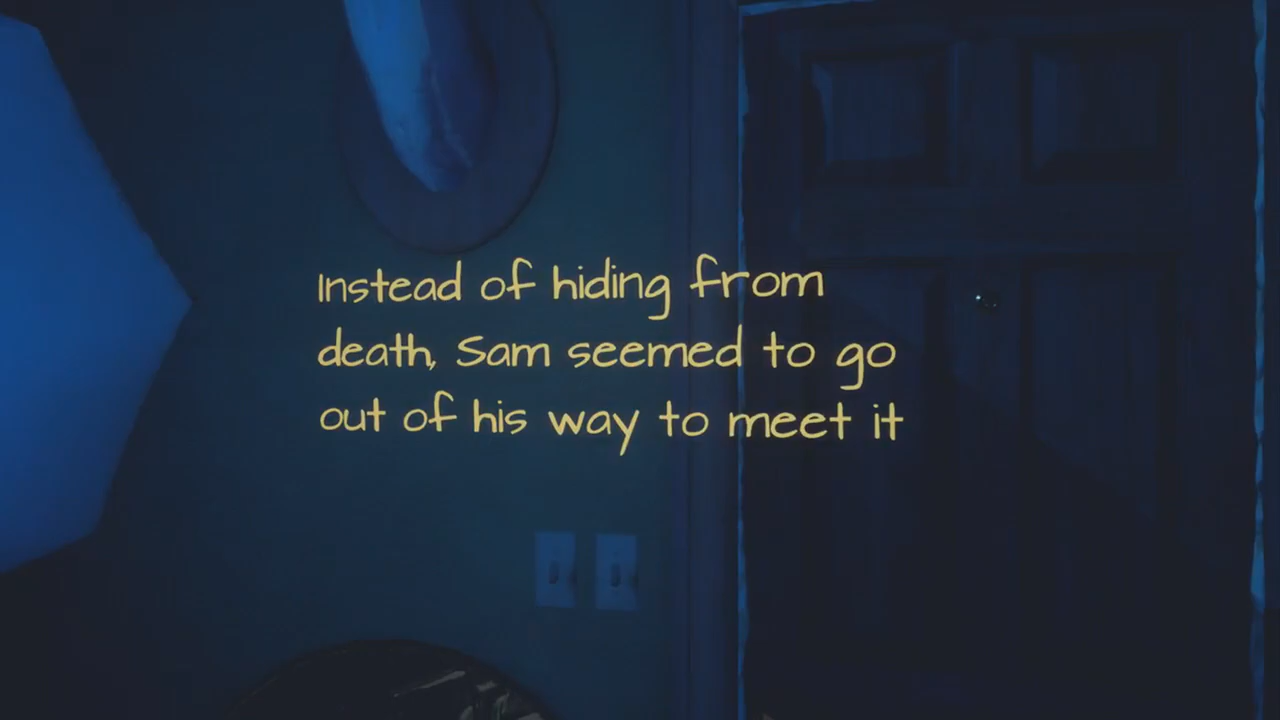 Instead of hiding from
death, Sam seemed to go
out of his way to meet it